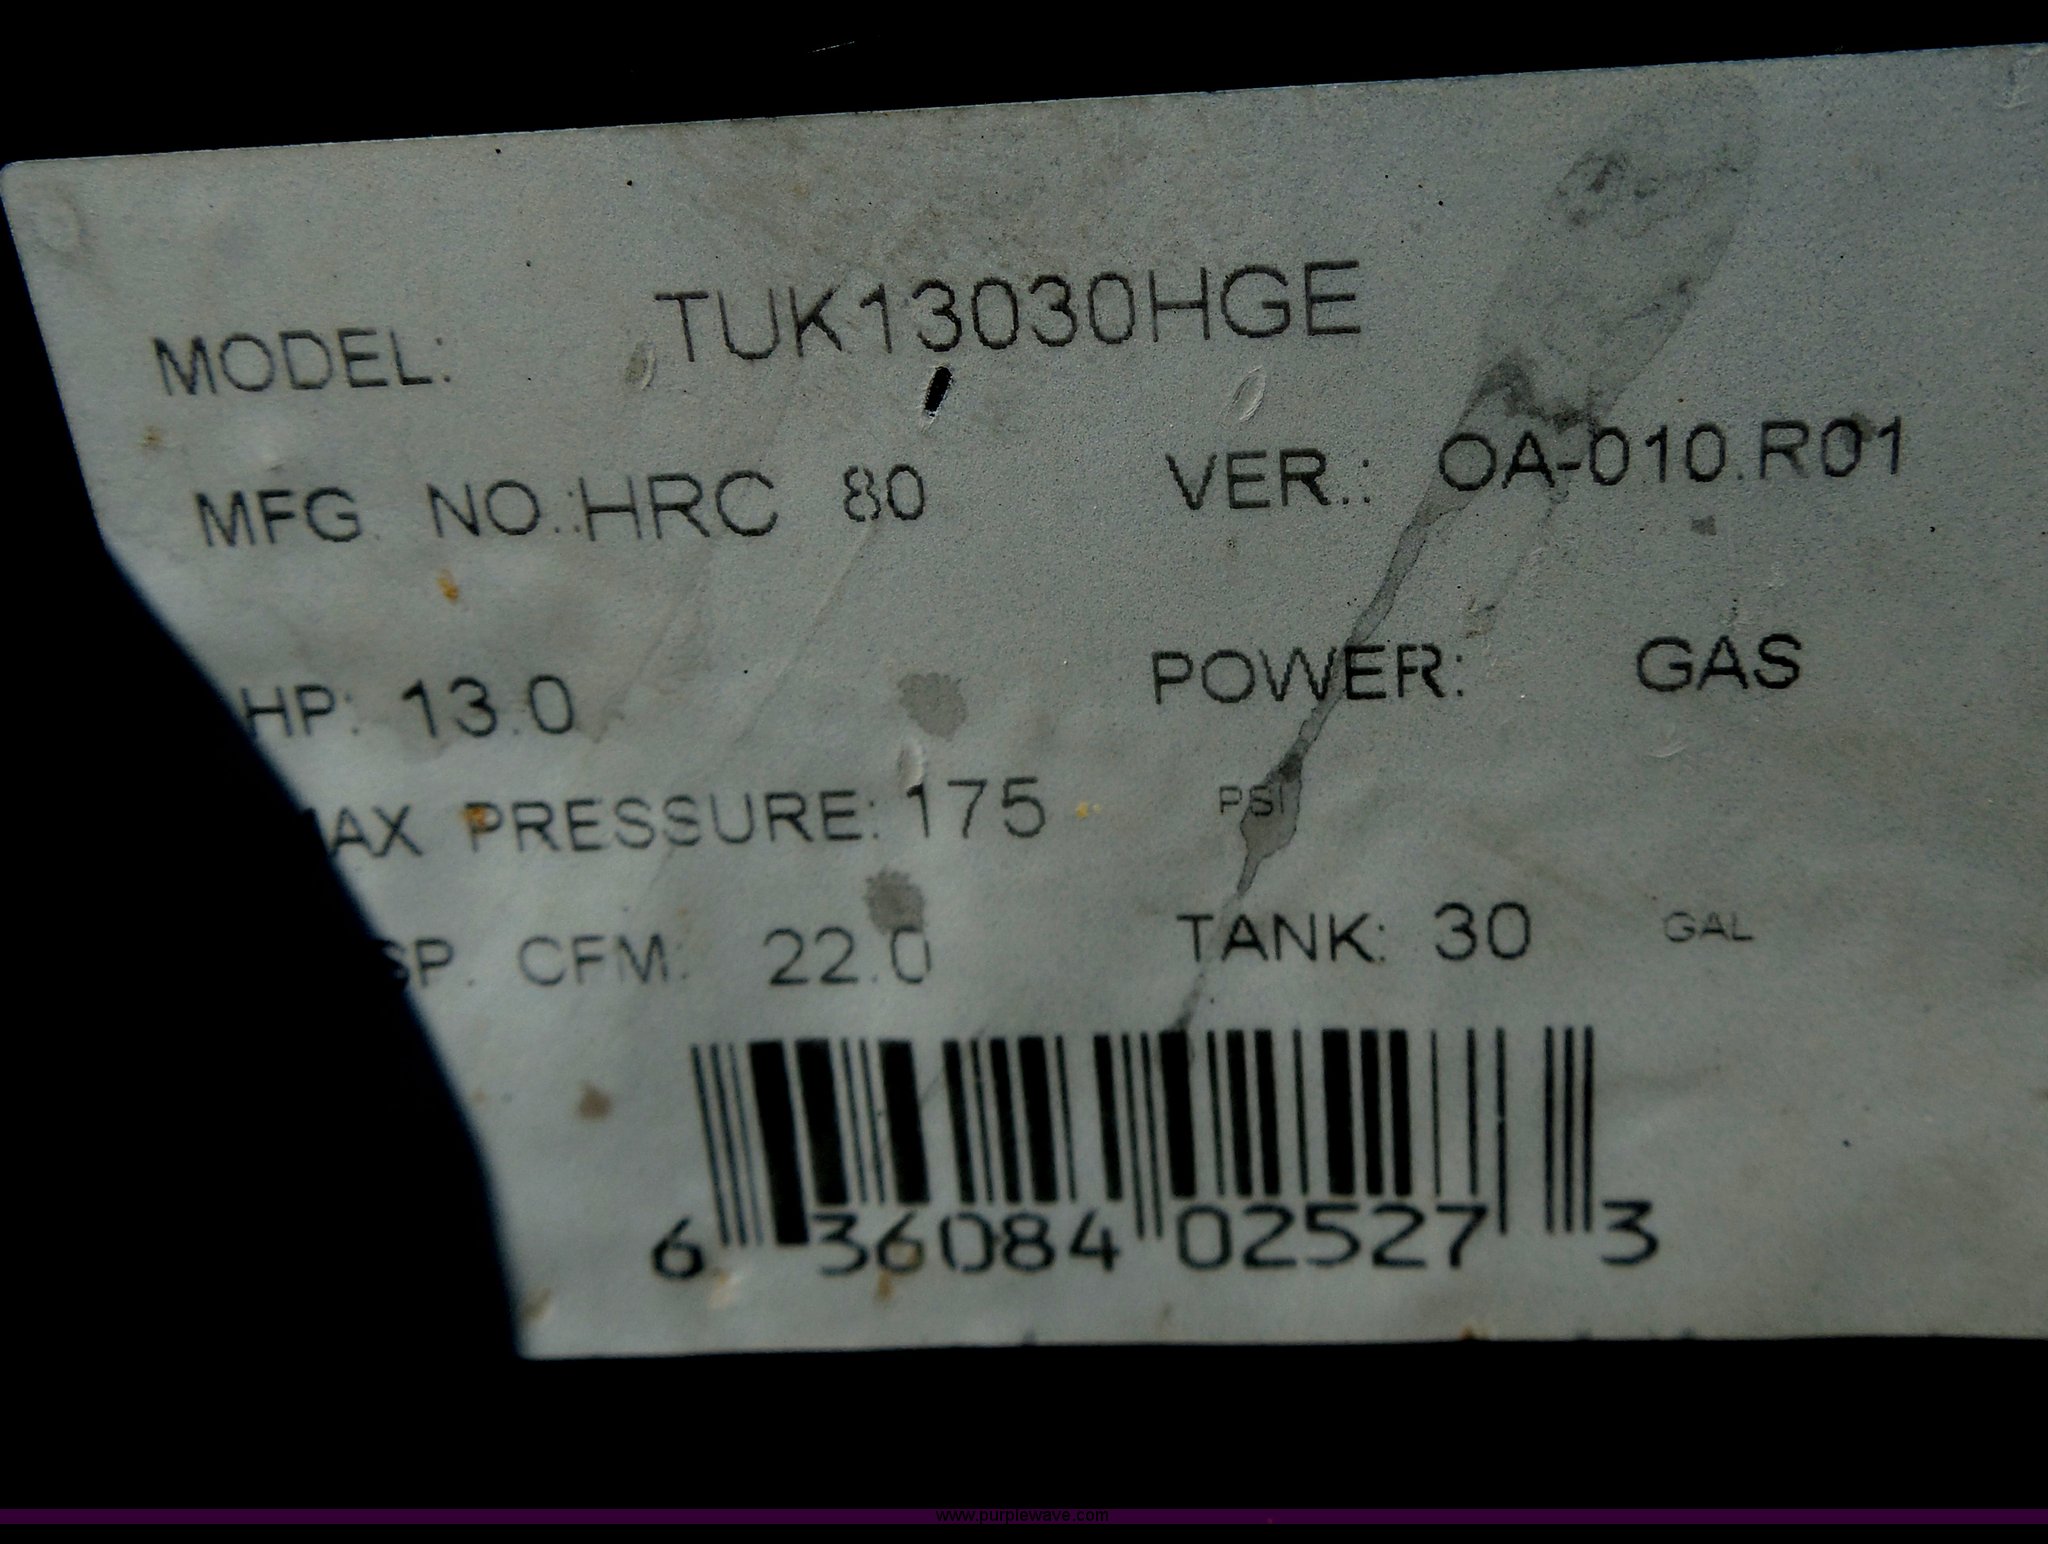 MODEL: TUK13030HGE
MFG. NO.:HRC 80 VER.: OA-010.R01
HP: 13.0 POWER: GAS
MAX PRESSURE: 175 PSI
SP. CFM: 22.0 TANK: 30 GAL
6 36084 02527 3
www.purplewave.com